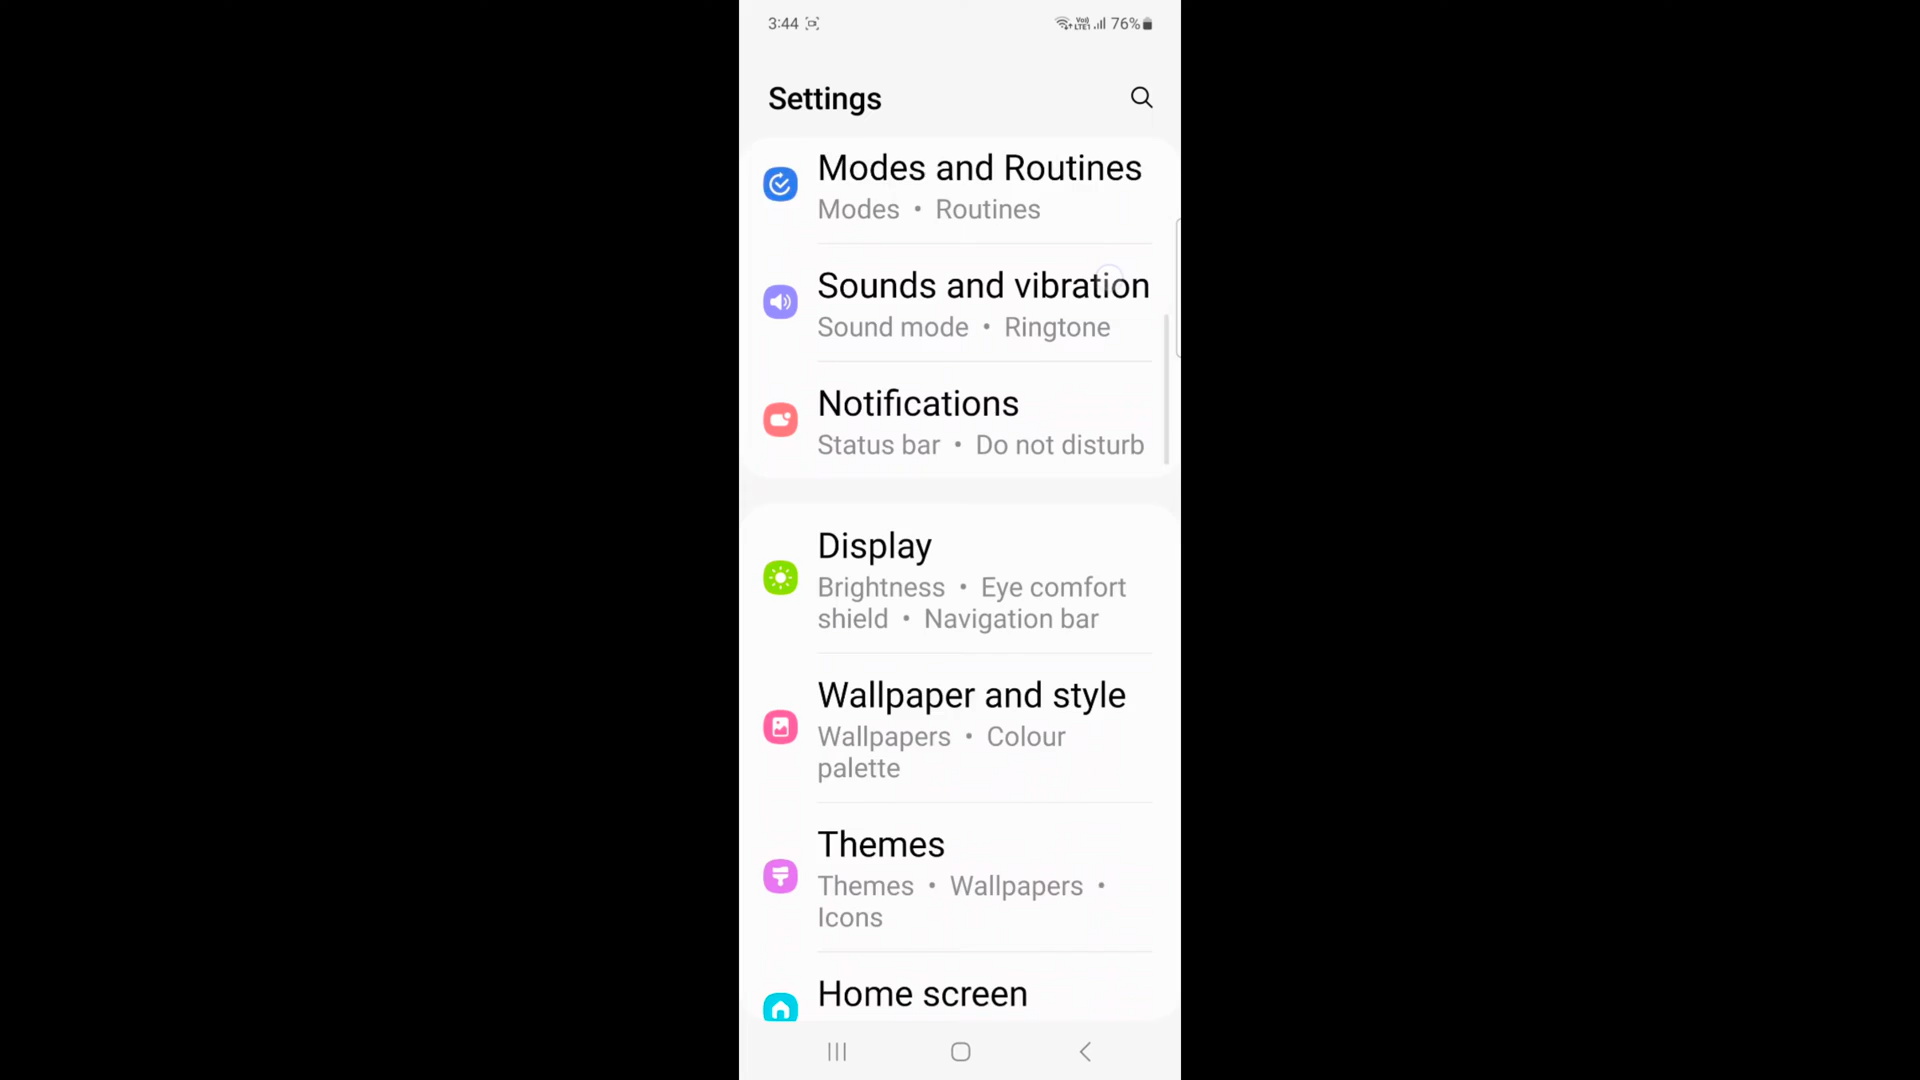 3:44 76%
Vo)
LTE1
Settings
Modes and Routines
Modes • Routines
Sounds and vibration
Sound mode • Ringtone
Notifications
Status bar • Do not disturb
Display
Brightness • Eye comfort
shield • Navigation bar
Wallpaper and style
Wallpapers • Colour
palette
Themes
Themes • Wallpapers •
Icons
Home screen